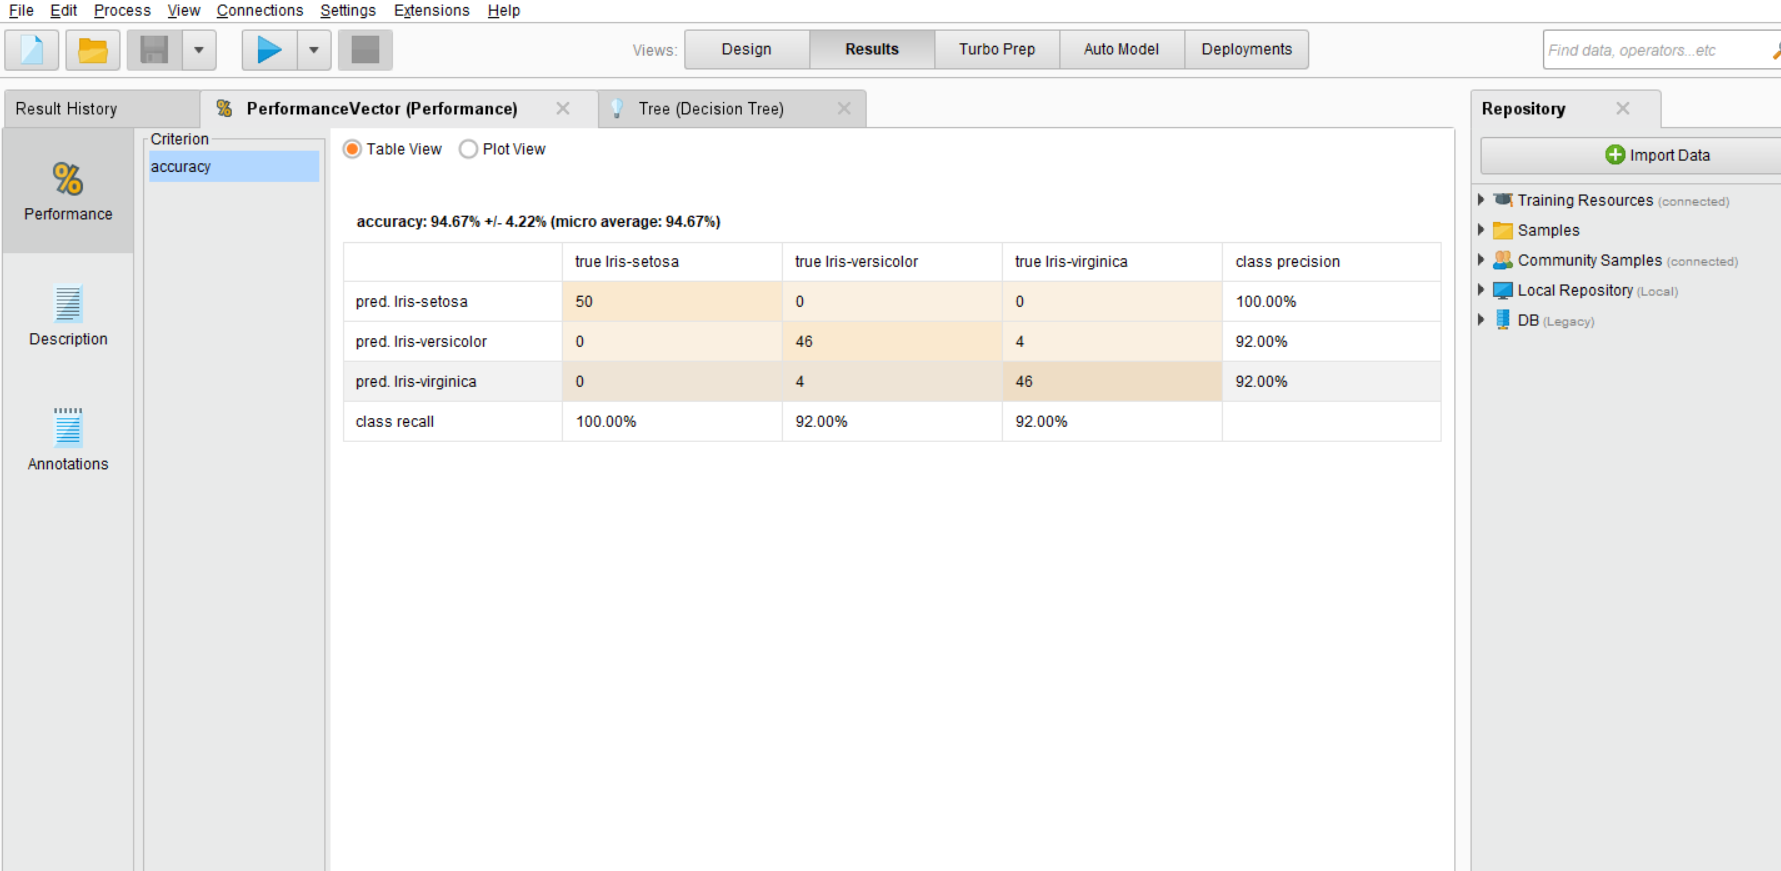 File Edit Process View Connections Settings Extensions Help
Views: Design Results Turbo Prep Auto Model Deployments Find data, operators...etc
Result History % PerformanceVector (Performance) Tree (Decision Tree) Repository
Criterion
accuracy
Table View Plot View
Import Data
%
Performance
Training Resources (connected)
Samples
Community Samples (connected)
Local Repository (Local)
DB (Legacy)
accuracy: 94.67% +/- 4.22% (micro average: 94.67%)
true Iris-setosa true Iris-versicolor true Iris-virginica class precision
pred. Iris-setosa 50 0 0 100.00%
pred. Iris-versicolor 0 46 4 92.00%
pred. Iris-virginica 0 4 46 92.00%
class recall 100.00% 92.00% 92.00%
Description
Annotations